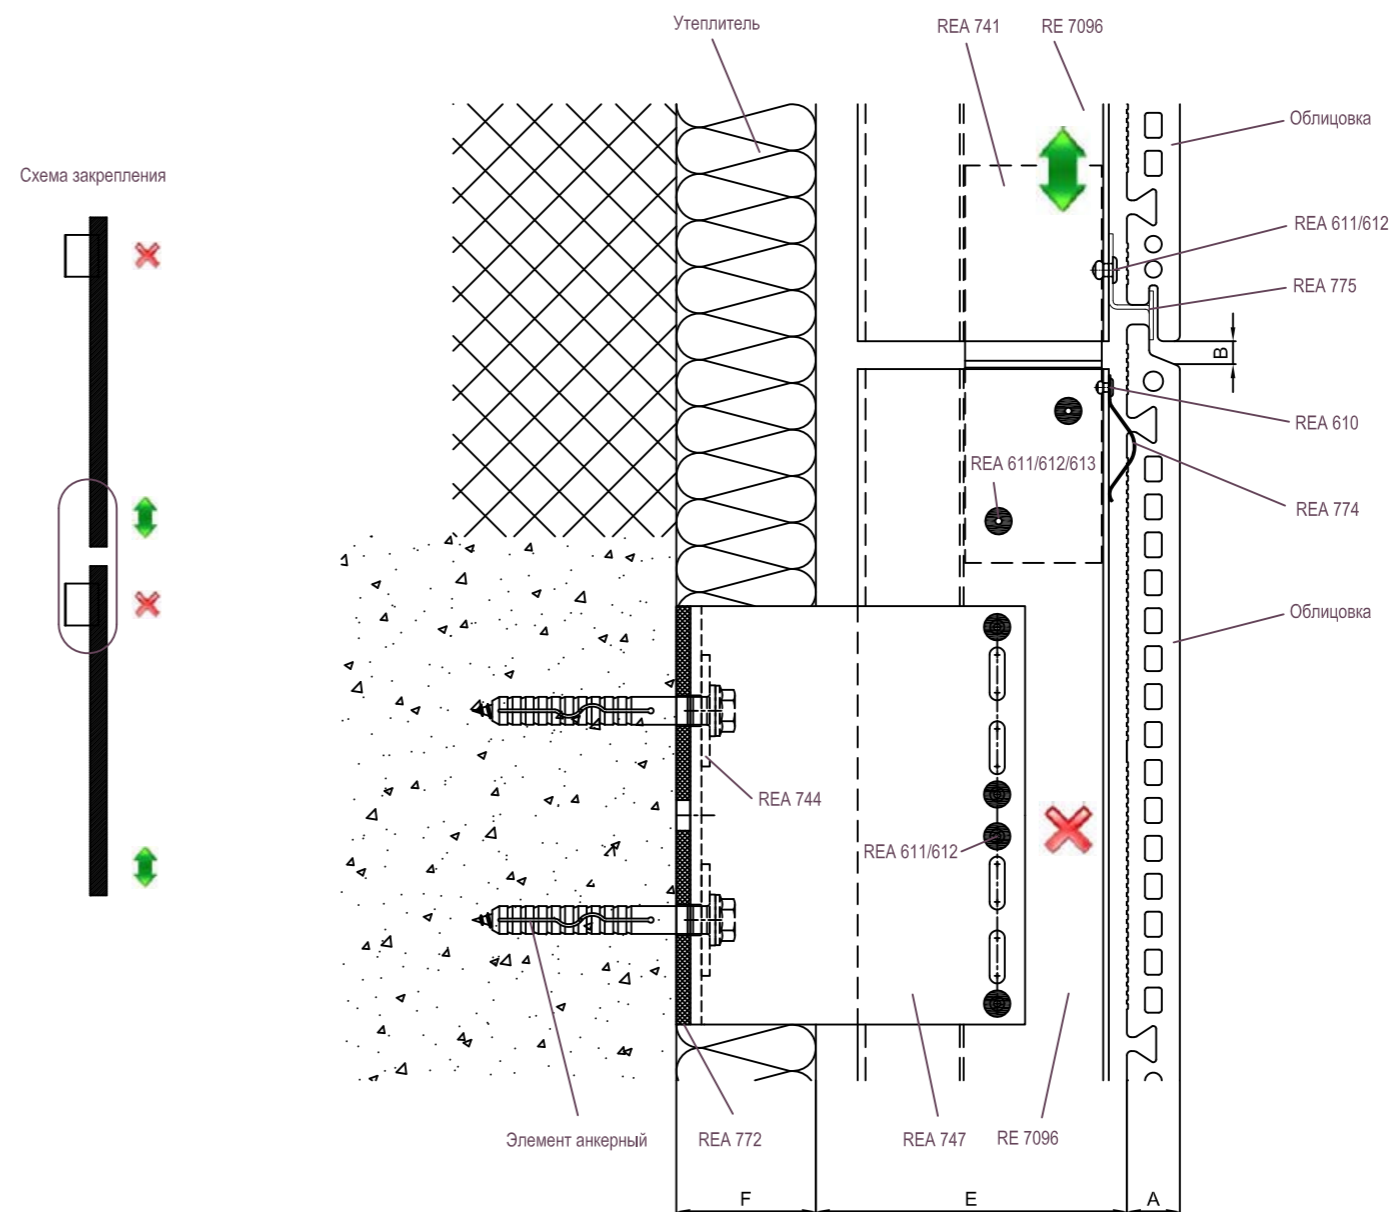 Утеплитель
REA 741
RE 7096
Облицовка
Схема закрепления
REA 611/612
REA 775
B
REA 610
REA 611/612/613
REA 774
Облицовка
REA 744
REA 611/612
Элемент анкерный
REA 772
REA 747
RE 7096
F
E
A